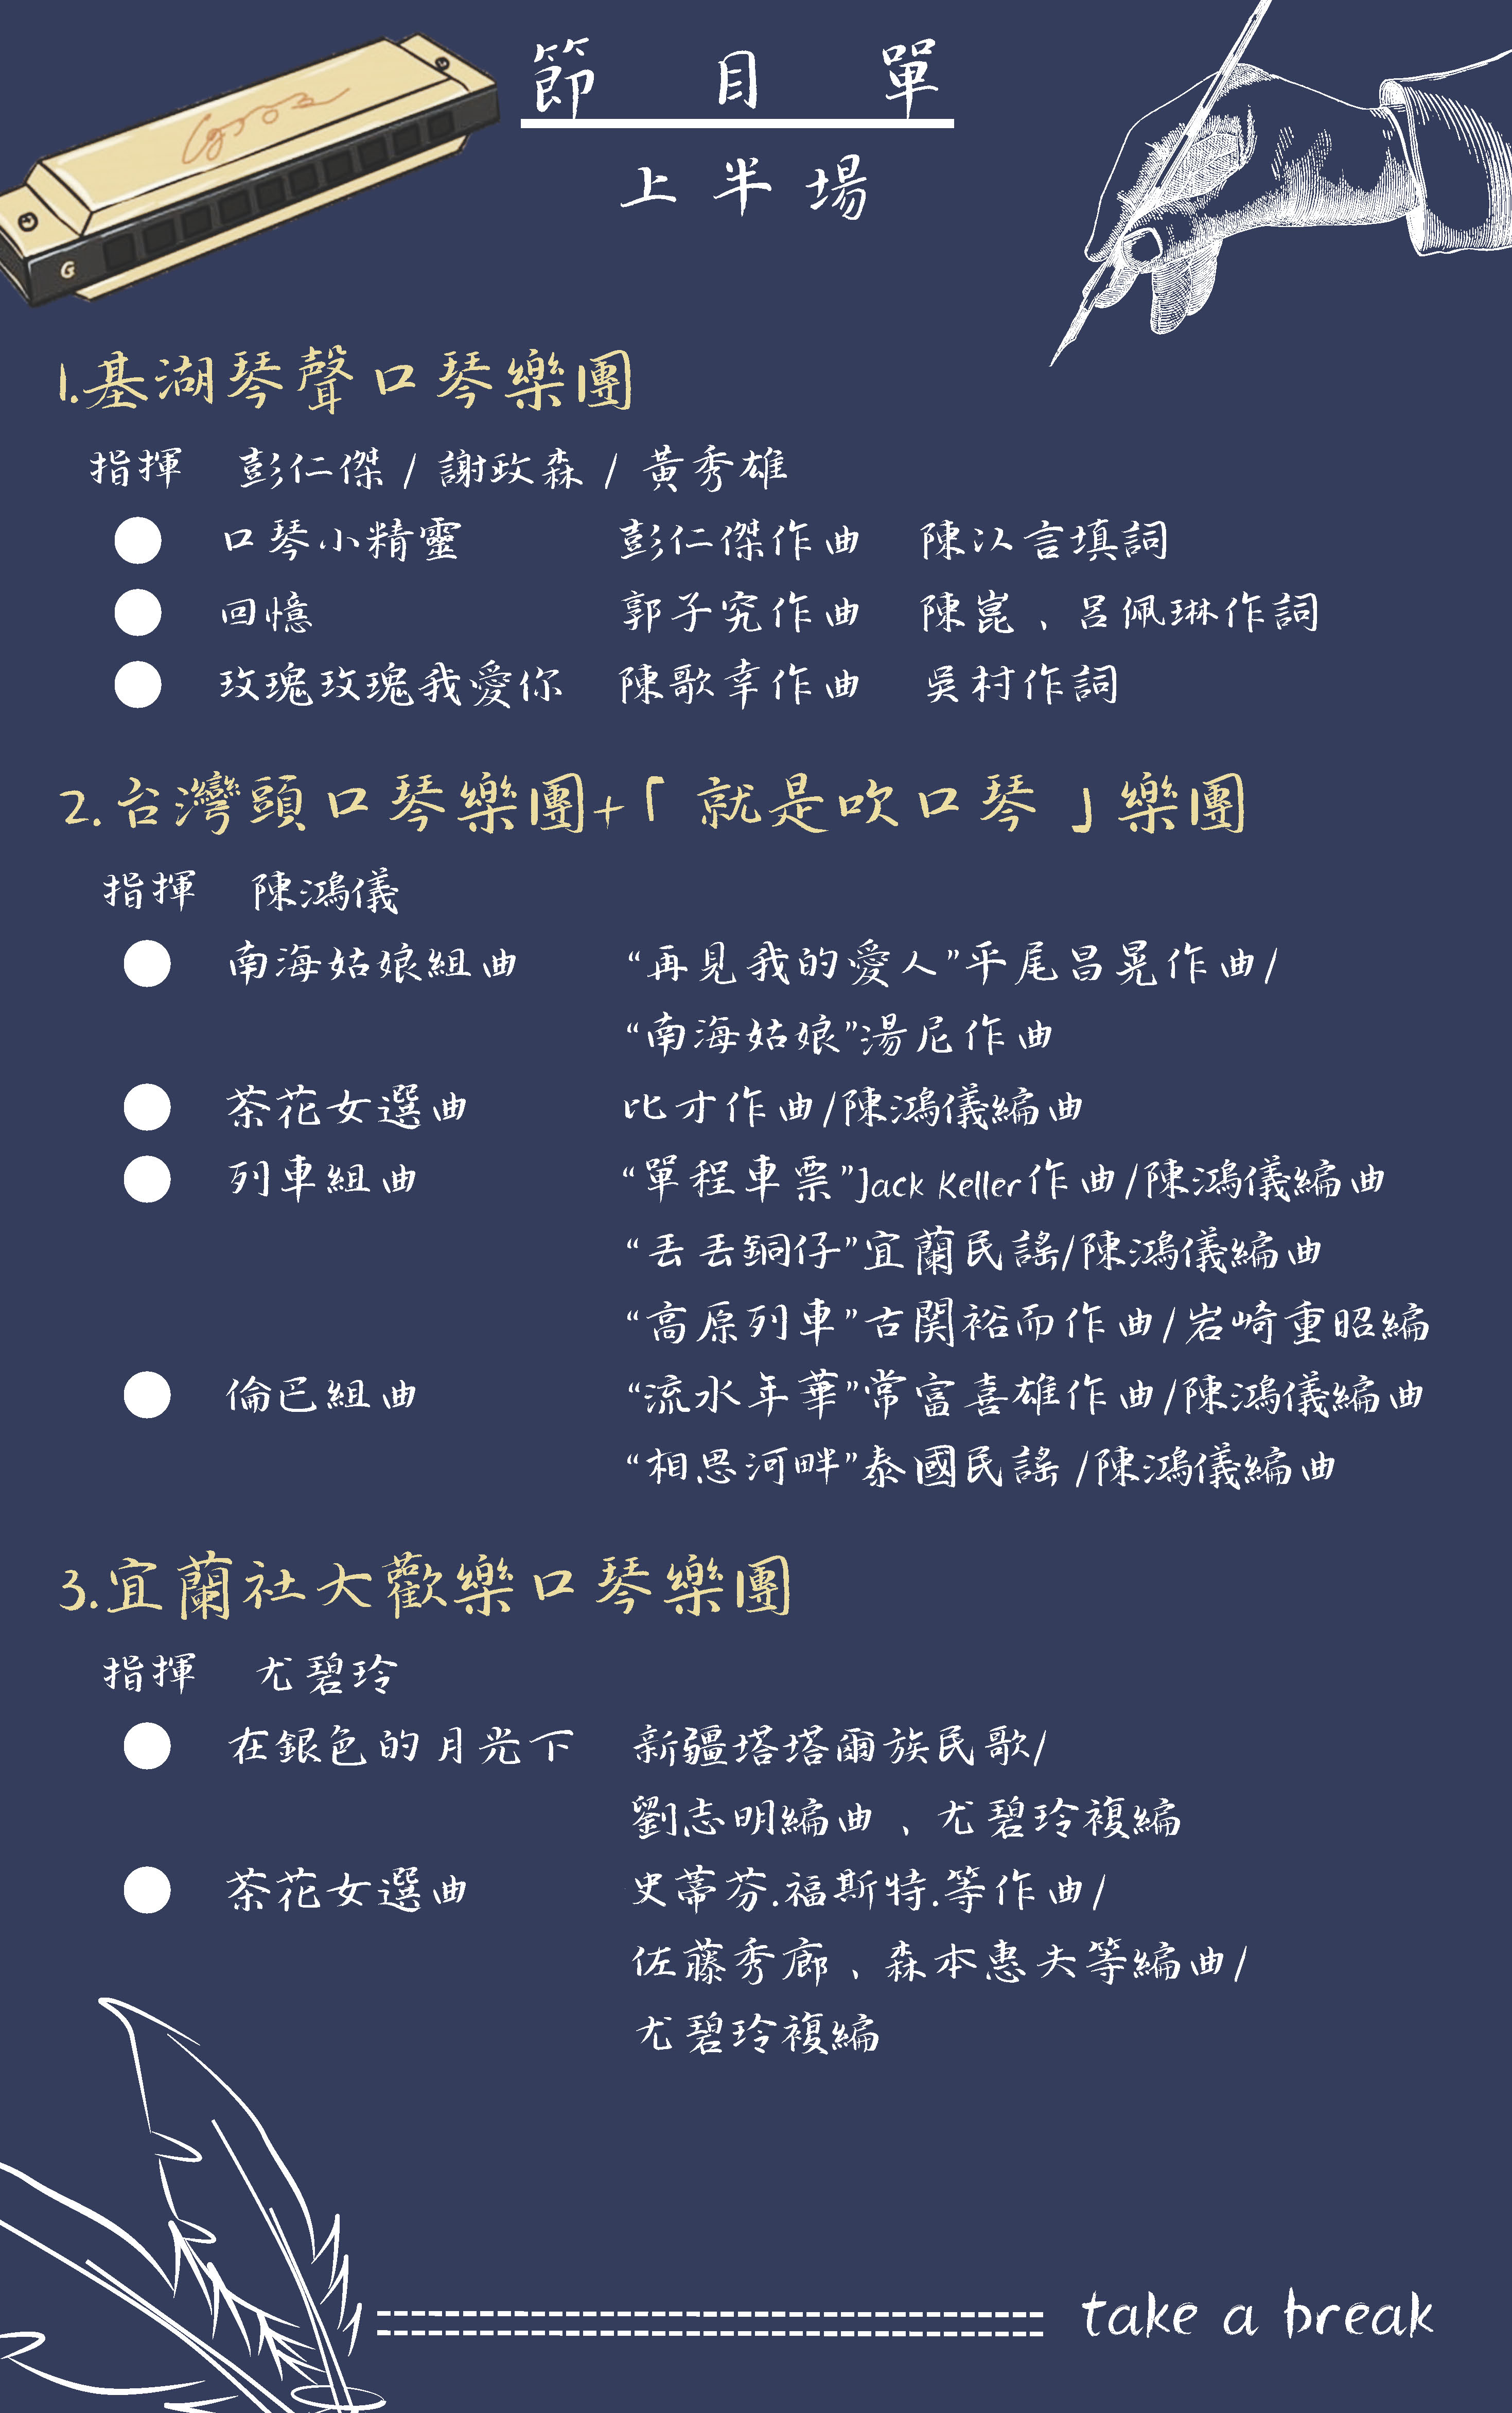 節目單
上半場
G
1.基湖琴聲口琴樂團
指揮 彭仁傑 / 謝政森 / 黃秀雄
口琴小精靈 彭仁傑作曲 陳以言填詞
回憶 郭子究作曲 陳崑、呂佩琳作詞
玫瑰玫瑰我愛你 陳歌幸作曲 吳村作詞
2.台灣頭口琴樂團+「就是吹口琴」樂團
指揮 陳鴻儀
南海姑娘組曲 “再見我的愛人”平尾昌晃作曲/
“南海姑娘”湯尼作曲
茶花女選曲 比才作曲/陳鴻儀編曲
列車組曲 “單程車票”Jack Keller作曲/陳鴻儀編曲
“丟丟銅仔”宜蘭民謠/陳鴻儀編曲
“高原列車”古関裕而作曲/岩崎重昭編
倫巴組曲 “流水年華”常富喜雄作曲/陳鴻儀編曲
“相思河畔”泰國民謠 /陳鴻儀編曲
3.宜蘭社大歡樂口琴樂團
指揮 尤碧玲
在銀色的月光下 新疆塔塔爾族民歌/
劉志明編曲、尤碧玲複編
茶花女選曲 史蒂芬.福斯特.等作曲/
佐藤秀廊、森本惠夫等編曲/
尤碧玲複編
take a break